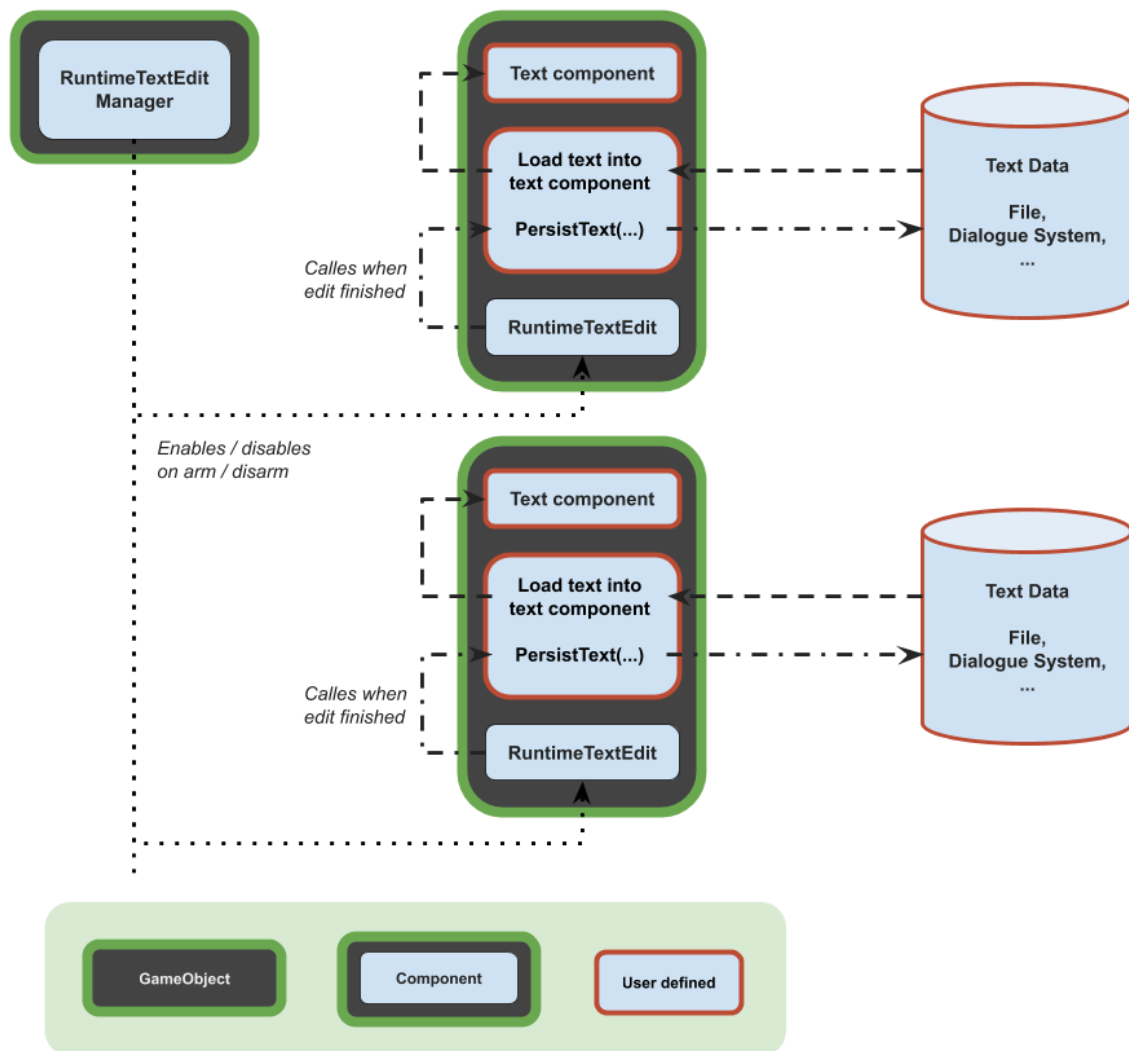 RuntimeTextEdit
Manager
Text component
Load text into
text component
PersistText(...)
Calles when
edit finished
RuntimeTextEdit
Text Data
File,
Dialogue System,
...
Enables / disables
on arm / disarm
Text component
Load text into
text component
PersistText(...)
Calles when
edit finished
RuntimeTextEdit
Text Data
File,
Dialogue System,
...
GameObject
Component
User defined